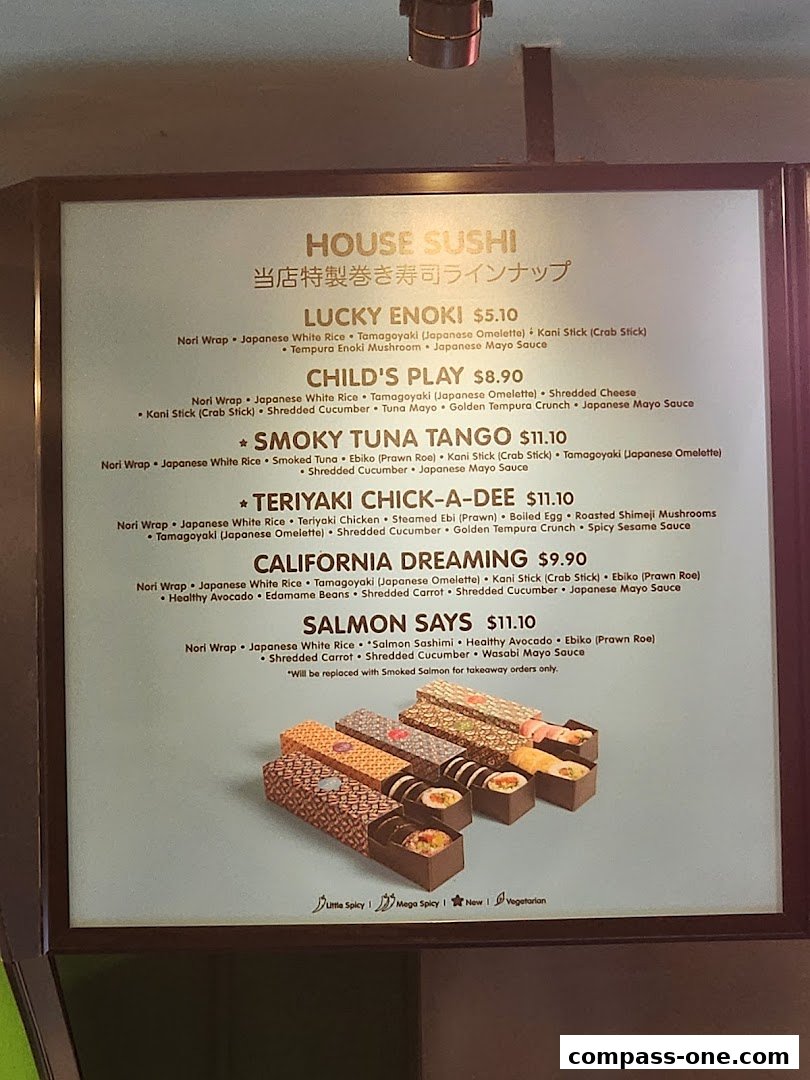 HOUSE SUSHI
当店特製巻き寿司ラインナップ
LUCKY ENOKI $5.10
Nori Wrap • Japanese White Rice • Tamagoyaki (Japanese Omelette) • Kani Stick (Crab Stick)
• Tempura Enoki Mushroom • Japanese Mayo Sauce
CHILD'S PLAY $8.90
Nori Wrap • Japanese White Rice • Tamagoyaki (Japanese Omelette) • Shredded Cheese
• Kani Stick (Crab Stick) • Shredded Cucumber • Tuna Mayo • Golden Tempura Crunch • Japanese Mayo Sauce
★ SMOKY TUNA TANGO $11.10
Nori Wrap • Japanese White Rice • Smoked Tuna • Ebiko (Prawn Roe) • Kani Stick (Crab Stick) • Tamagoyaki (Japanese Omelette)
• Shredded Cucumber • Japanese Mayo Sauce
★ TERIYAKI CHICK-A-DEE $11.10
Nori Wrap • Japanese White Rice • Teriyaki Chicken • Steamed Ebi (Prawn) • Boiled Egg • Roasted Shimeji Mushrooms
• Tamagoyaki (Japanese Omelette) • Shredded Cucumber • Golden Tempura Crunch • Spicy Sesame Sauce
CALIFORNIA DREAMING $9.90
Nori Wrap • Japanese White Rice • Tamagoyaki (Japanese Omelette) • Kani Stick (Crab Stick) • Ebiko (Prawn Roe)
• Healthy Avocado • Edamame Beans • Shredded Carrot • Shredded Cucumber • Japanese Mayo Sauce
SALMON SAYS $11.10
Nori Wrap • Japanese White Rice • *Salmon Sashimi • Healthy Avocado • Ebiko (Prawn Roe)
• Shredded Carrot • Shredded Cucumber • Wasabi Mayo Sauce
*Will be replaced with Smoked Salmon for takeaway orders only.
Little Spicy | Mega Spicy | ★ New | Vegetarian
compass-one.com